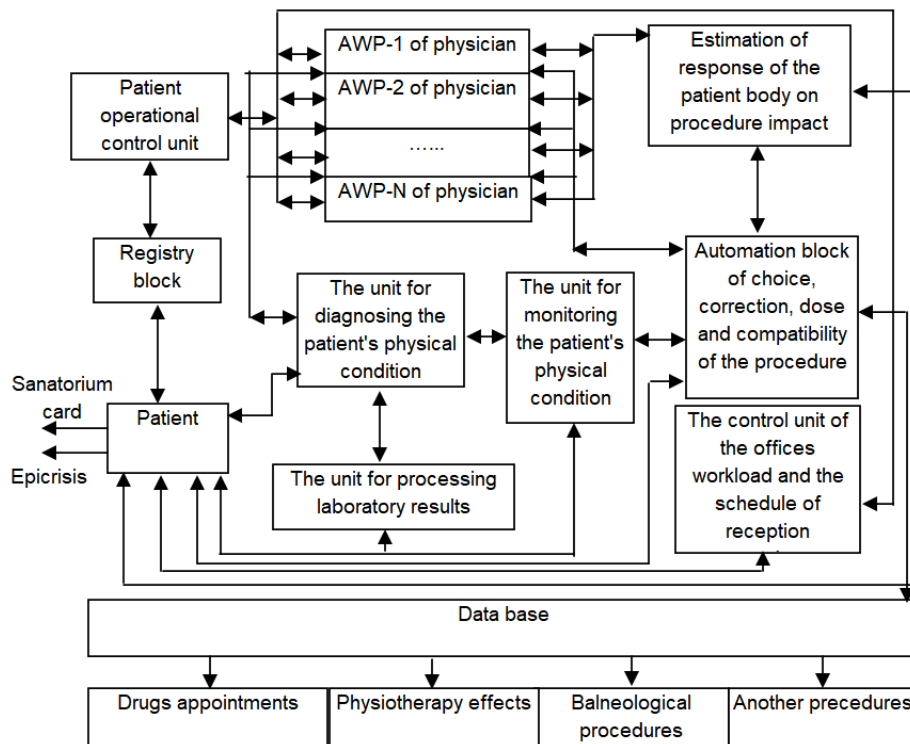 AWP-1 of physician
AWP-2 of physician
…...
AWP-N of physician
Estimation of
response of the
patient body on
procedure impact
Patient
operational
control unit
Registry
block
The unit for
diagnosing the
patient's physical
condition
The unit for
monitoring
the patient's
physical
condition
Automation block
of choice,
correction, dose
and compatibility
of the procedure
Sanatorium
card
Epicrisis
Patient
The unit for processing
laboratory results
The control unit of
the offices
workload and the
schedule of
reception
Data base
Drugs appointments
Physiotherapy effects
Balneological
procedures
Another precedures